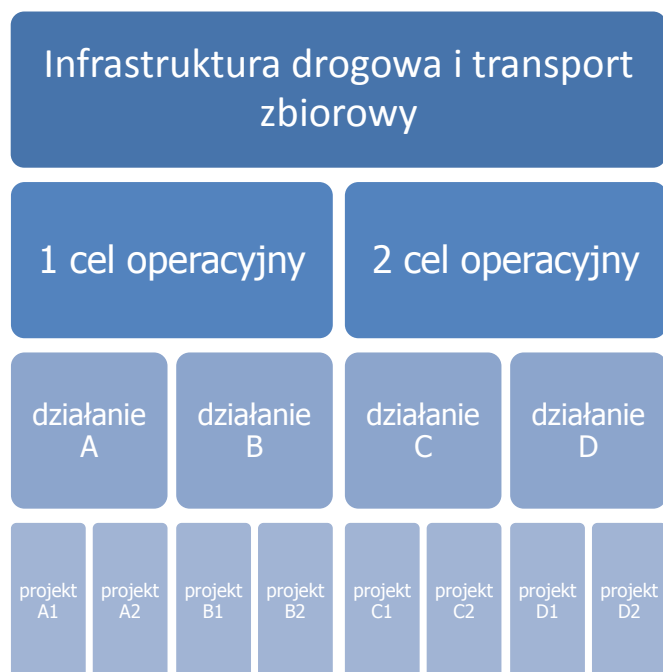 Infrastruktura drogowa i transport
zbiorowy
1 cel operacyjny
2 cel operacyjny
działanie
A
działanie
B
działanie
C
działanie
D
projekt
A1
projekt
A2
projekt
B1
projekt
B2
projekt
C1
projekt
C2
projekt
D1
projekt
D2